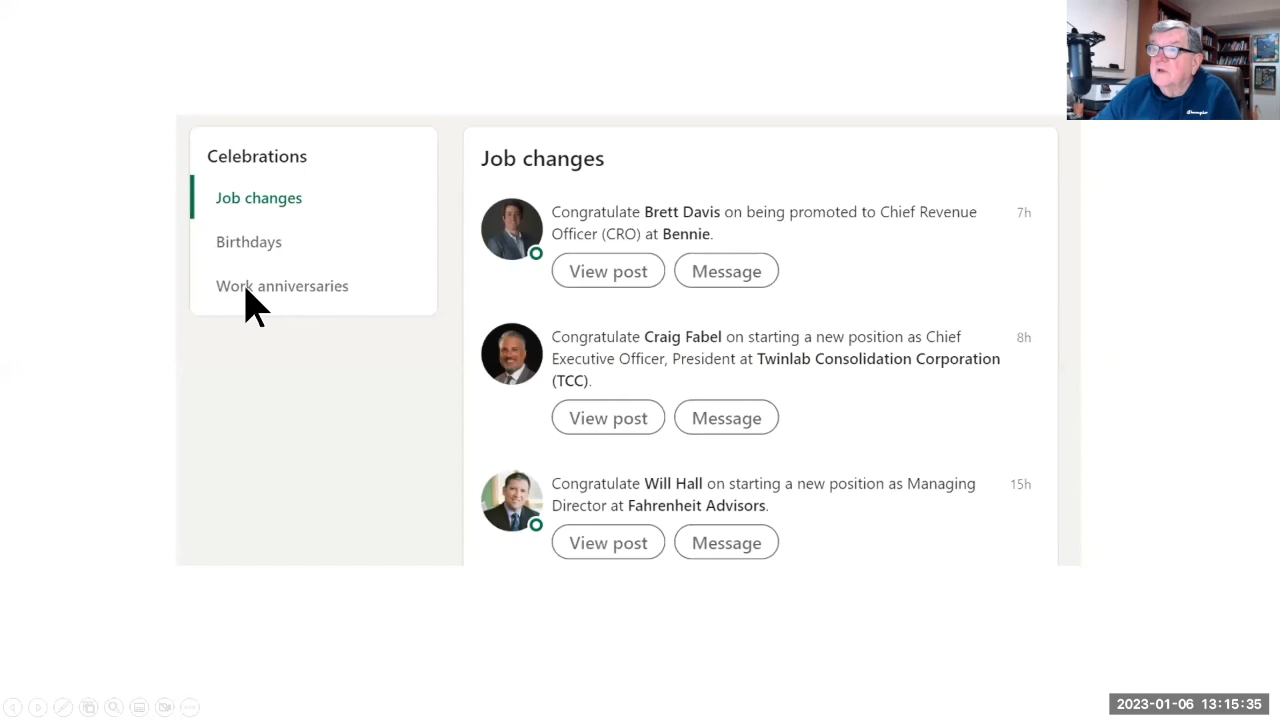 Celebrations
Job changes
Birthdays
Work anniversaries
Job changes
Congratulate Brett Davis on being promoted to Chief Revenue 7h
Officer (CRO) at Bennie.
View post Message
Congratulate Craig Fabel on starting a new position as Chief 8h
Executive Officer, President at Twinlab Consolidation Corporation
(TCC).
View post Message
Congratulate Will Hall on starting a new position as Managing 15h
Director at Fahrenheit Advisors.
View post Message
Champion
2023-01-06 13:15:35